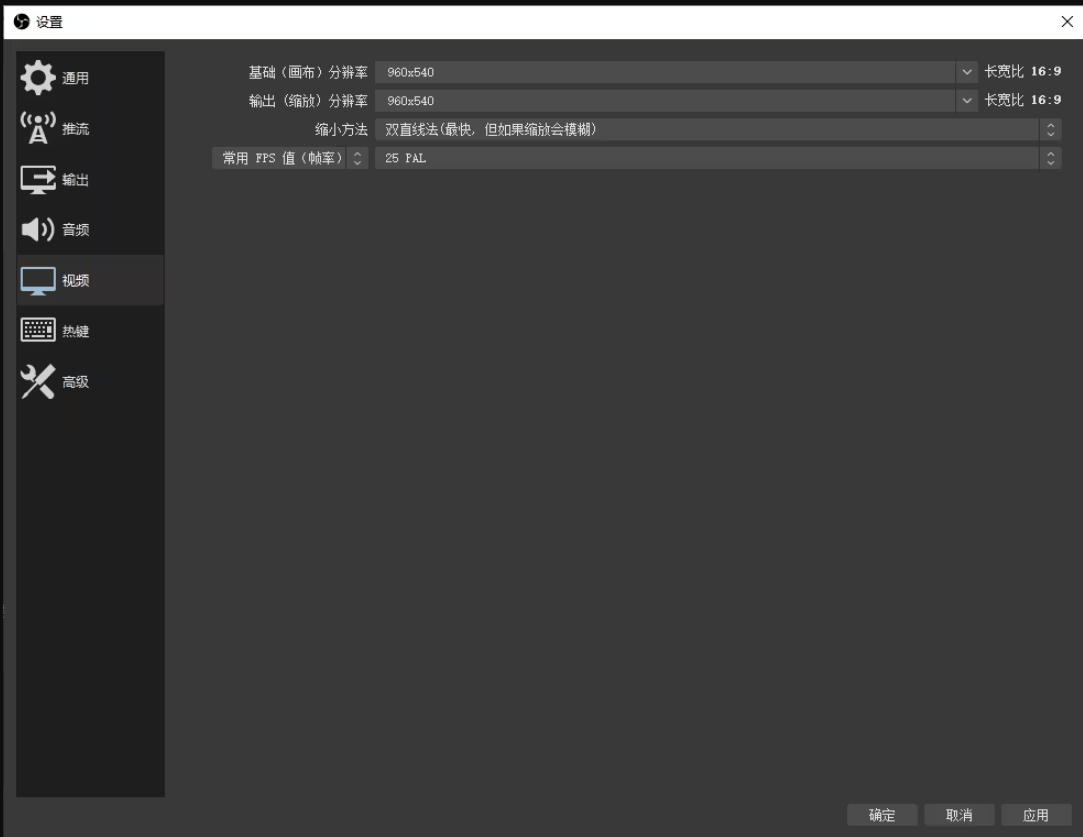 设置
通用
推流
输出
音频
视频
热键
高级
基础（画布）分辨率 960x540 长宽比 16:9
输出（缩放）分辨率 960x540 长宽比 16:9
缩小方法 双直线法(最快, 但如果缩放会模糊)
常用 FPS 值（帧率） 25 PAL
确定 取消 应用